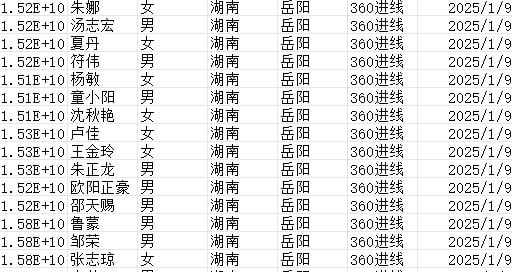 1.52E+10 朱娜 女 湖南 岳阳 360进线 2025/1/9
1.52E+10 汤志宏 男 湖南 岳阳 360进线 2025/1/9
1.52E+10 夏丹 女 湖南 岳阳 360进线 2025/1/9
1.52E+10 符伟 男 湖南 岳阳 360进线 2025/1/9
1.51E+10 杨敏 女 湖南 岳阳 360进线 2025/1/9
1.51E+10 童小阳 男 湖南 岳阳 360进线 2025/1/9
1.51E+10 沈秋艳 女 湖南 岳阳 360进线 2025/1/9
1.53E+10 卢佳 女 湖南 岳阳 360进线 2025/1/9
1.53E+10 王金玲 女 湖南 岳阳 360进线 2025/1/9
1.53E+10 朱正龙 男 湖南 岳阳 360进线 2025/1/9
1.52E+10 欧阳正豪 男 湖南 岳阳 360进线 2025/1/9
1.52E+10 邵天赐 男 湖南 岳阳 360进线 2025/1/9
1.58E+10 鲁蒙 男 湖南 岳阳 360进线 2025/1/9
1.58E+10 邹荣 男 湖南 岳阳 360进线 2025/1/9
1.58E+10 张志琼 女 湖南 岳阳 360进线 2025/1/9